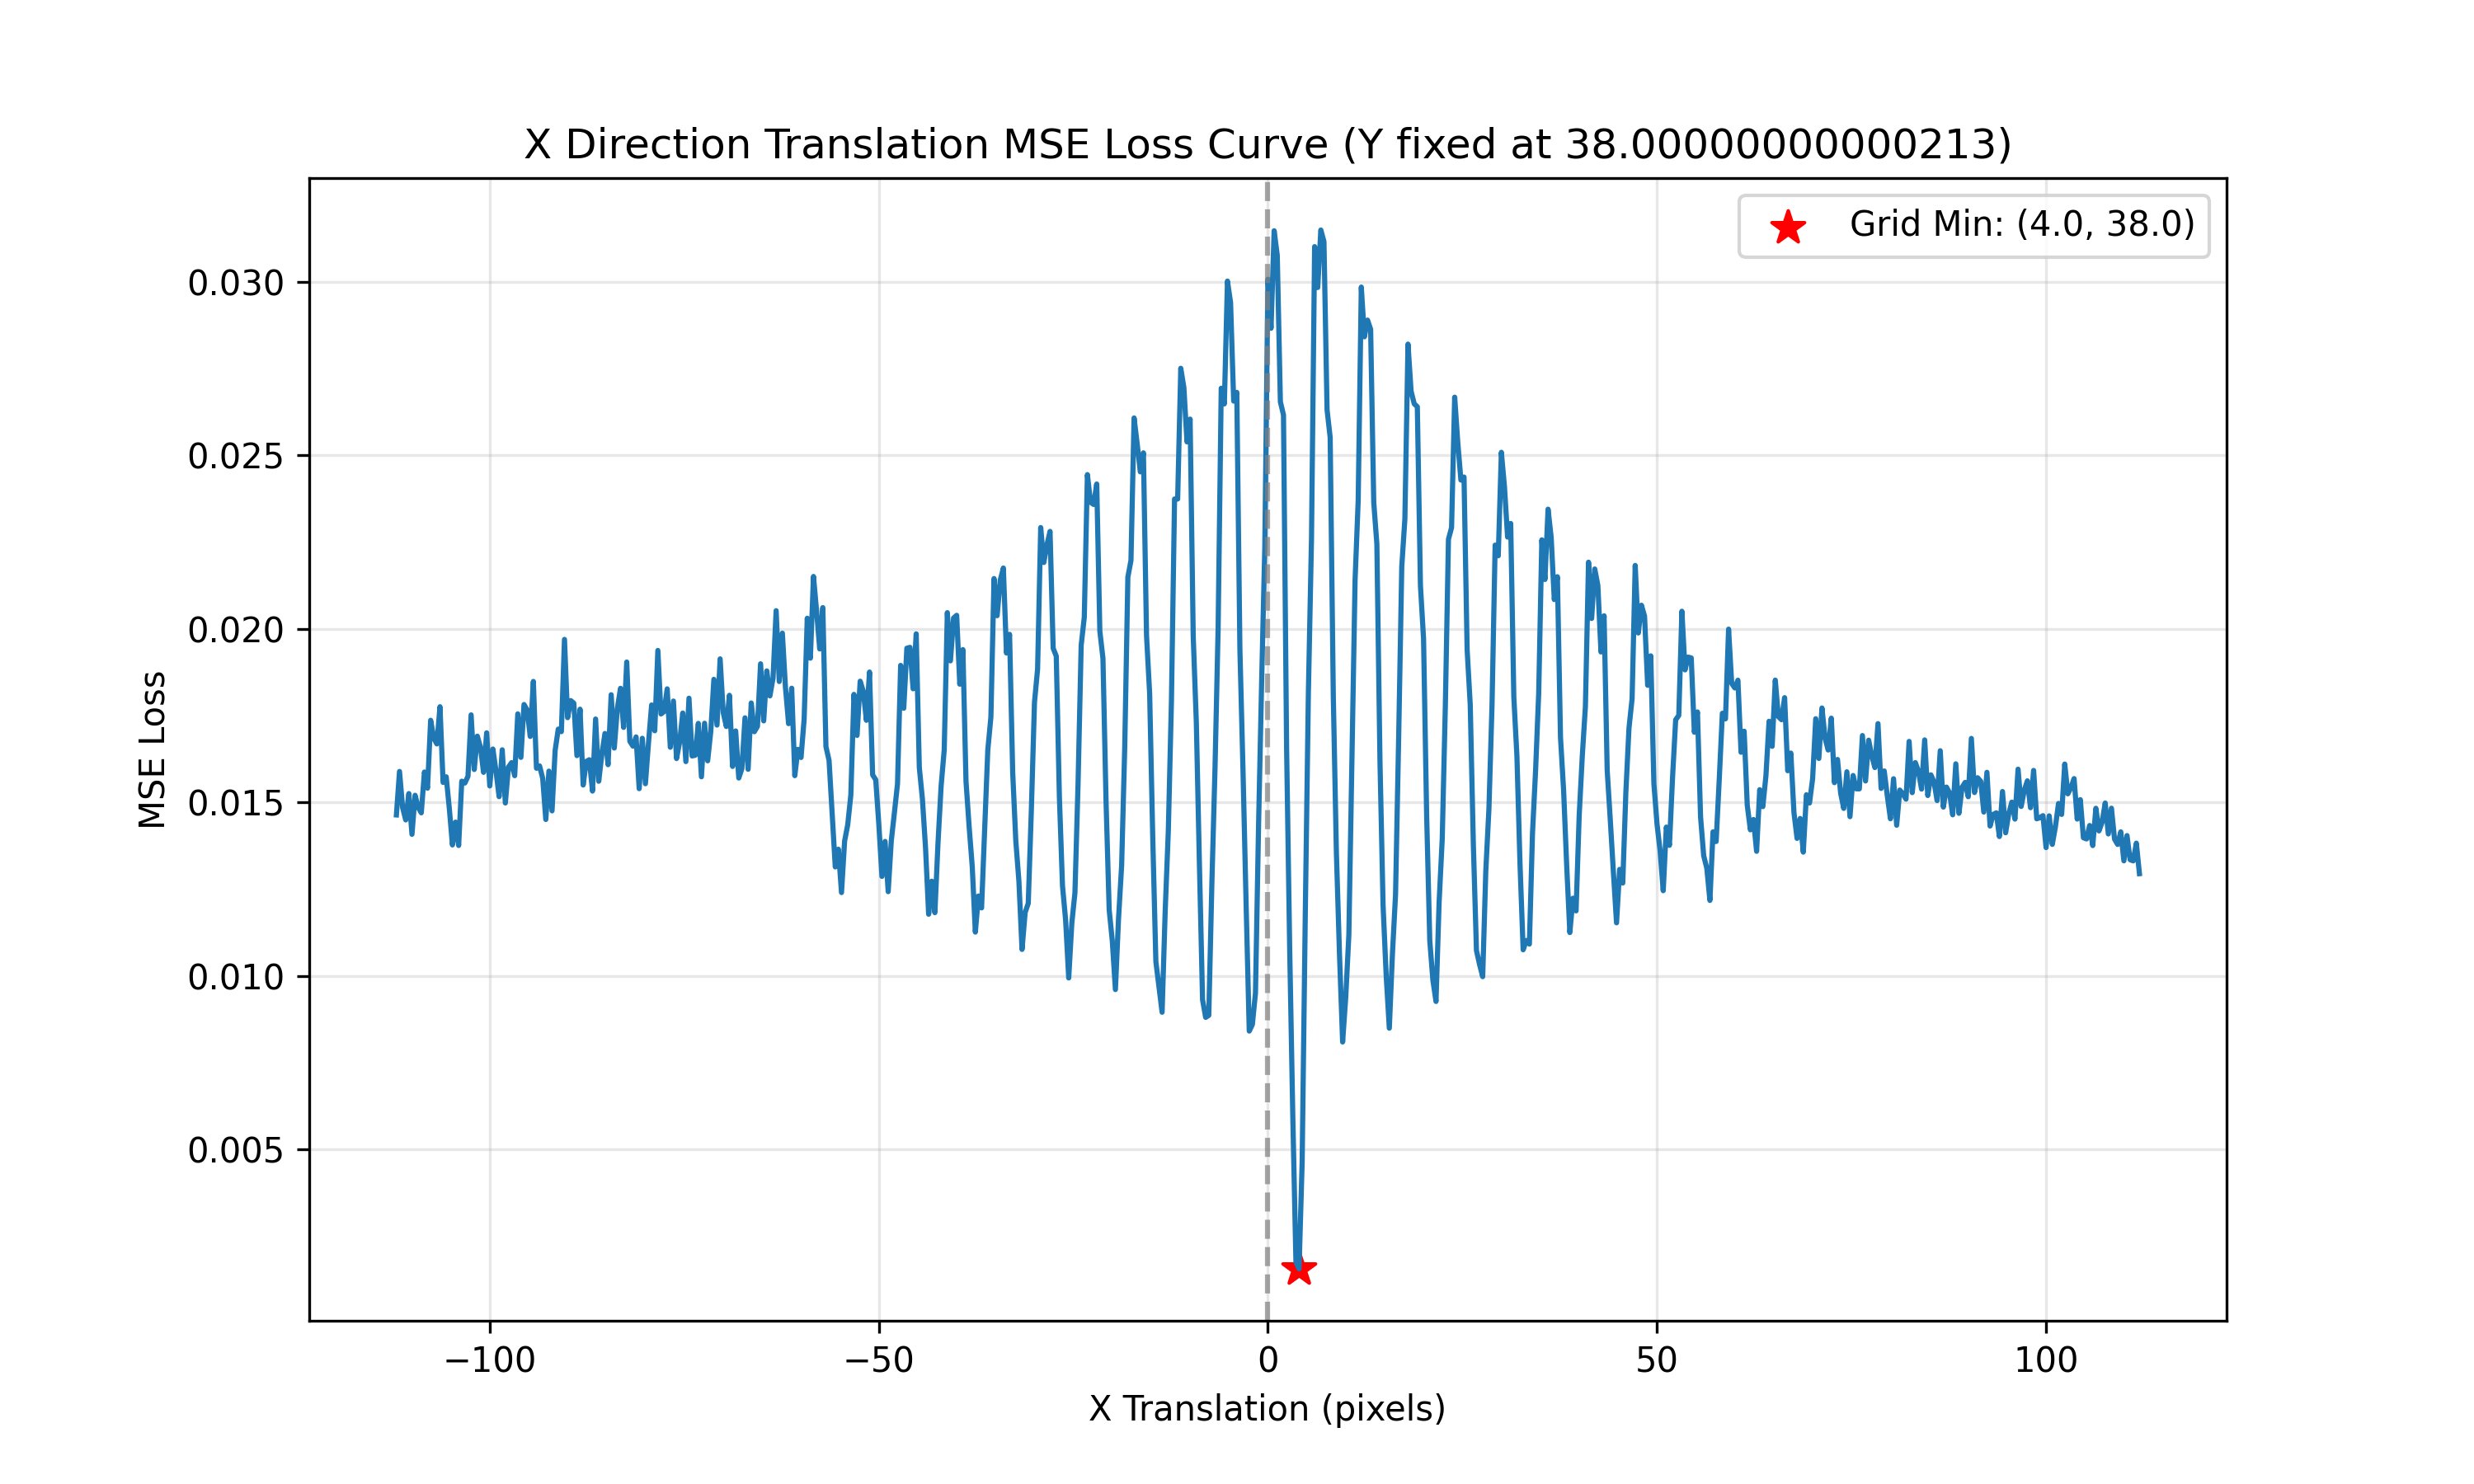 X Direction Translation MSE Loss Curve (Y fixed at 38.00000000000213)
Grid Min: (4.0, 38.0)
0.030
0.025
0.020
0.015
0.010
0.005
MSE Loss
−100
−50
0
50
100
X Translation (pixels)